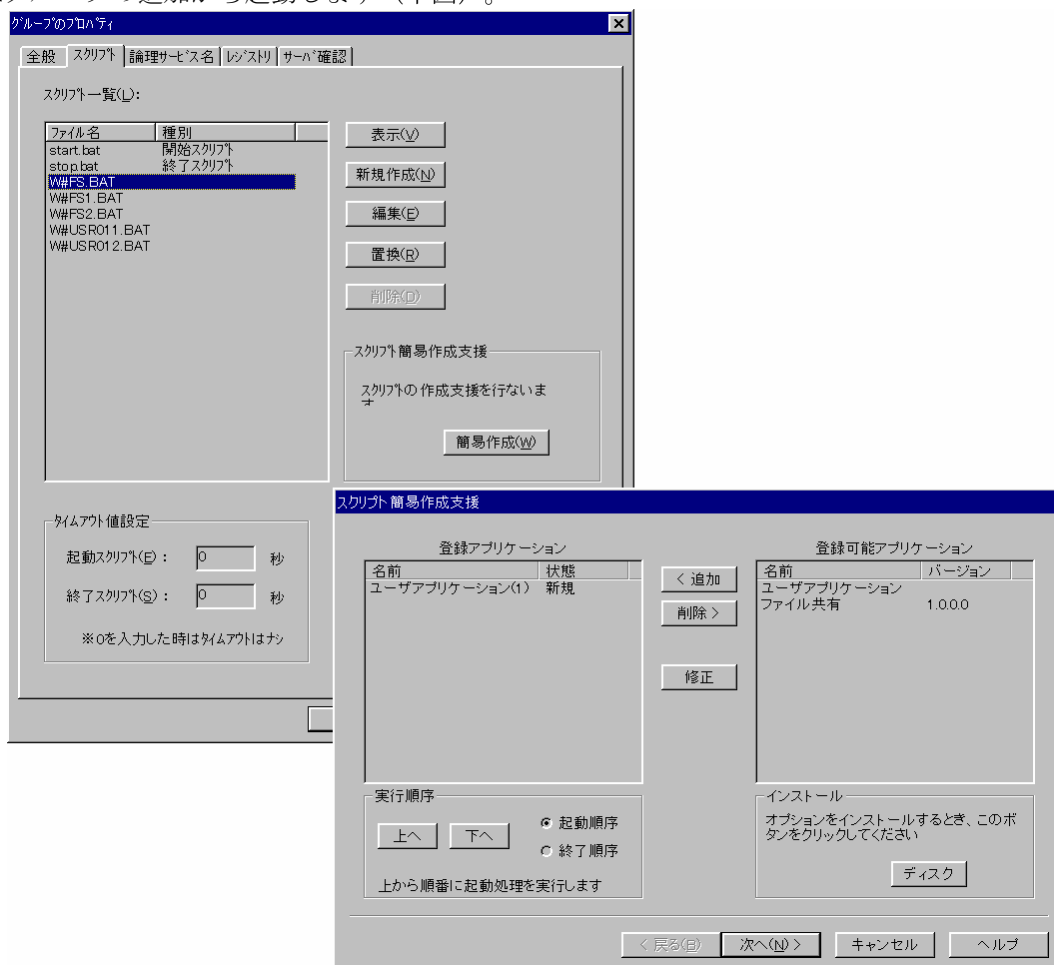 の追加から起動します（下図）。
ｸﾞﾙｰﾌﾟのﾌﾟﾛﾊﾟﾃｨ
全般 ｽｸﾘﾌﾟﾄ 論理ｻｰﾋﾞｽ名 ﾚｼﾞｽﾄﾘ ｻｰﾊﾞ確認
ｽｸﾘﾌﾟﾄ一覧(L):
ファイル名 種別
start.bat 開始ｽｸﾘﾌﾟﾄ
stop.bat 終了ｽｸﾘﾌﾟﾄ
W#FS.BAT
W#FS1.BAT
W#FS2.BAT
W#USR011.BAT
W#USR012.BAT
表示(V)
新規作成(N)
編集(E)
置換(R)
削除(D)
ｽｸﾘﾌﾟﾄ簡易作成支援
ｽｸﾘﾌﾟﾄの作成支援を行ないま
す
簡易作成(W)
ﾀｲﾑｱｳﾄ値設定
起動ｽｸﾘﾌﾟﾄ(E)： 0 秒
終了ｽｸﾘﾌﾟﾄ(S)： 0 秒
※0を入力した時はﾀｲﾑｱｳﾄはﾅｼ
スクリプト簡易作成支援
登録アプリケーション
名前 状態
ユーザアプリケーション(1) 新規
< 追加
削除 >
修正
登録可能アプリケーション
名前 バージョン
ユーザアプリケーション
ファイル共有 1.0.0.0
実行順序
上へ 下へ
起動順序
終了順序
上から順番に起動処理を実行します
インストール
オプションをインストールするとき、このボ
タンをクリックしてください
ディスク
< 戻る(B) 次へ(N) > キャンセル ヘルプ